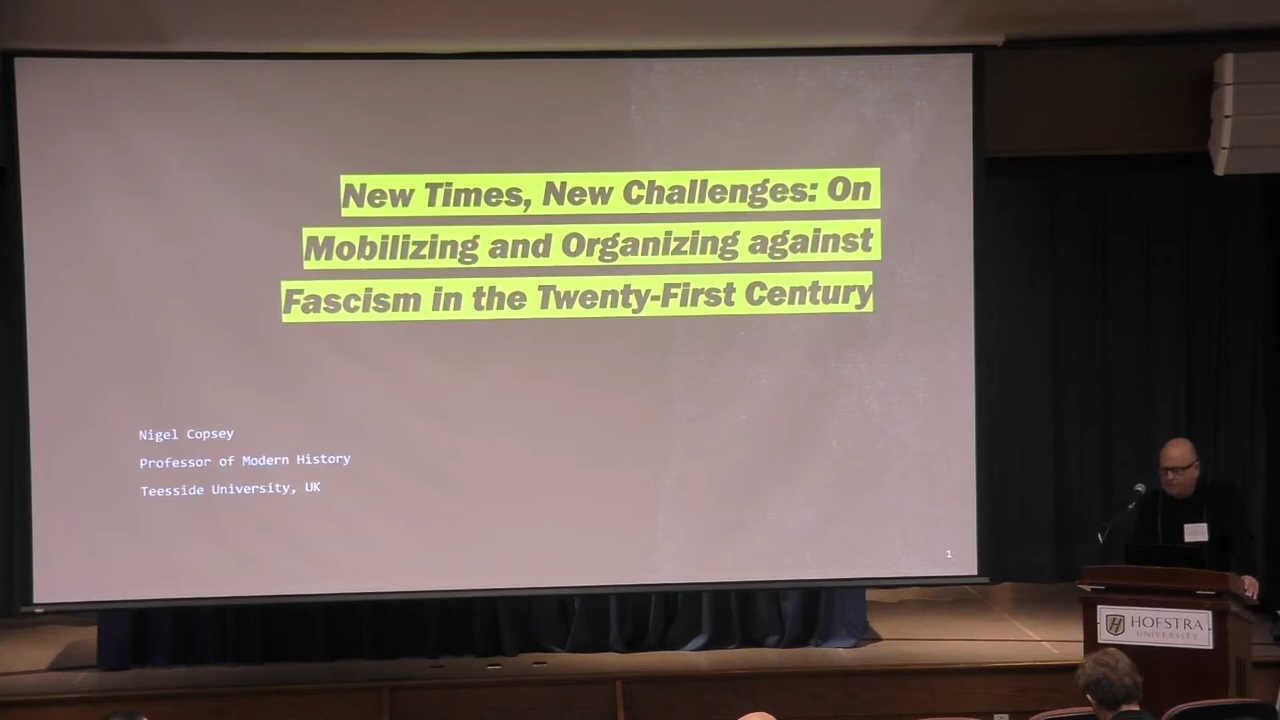 New Times, New Challenges: On
Mobilizing and Organizing against
Fascism in the Twenty-First Century
Nigel Copsey
Professor of Modern History
Teesside University, UK
1
HOFSTRA
UNIVERSITY